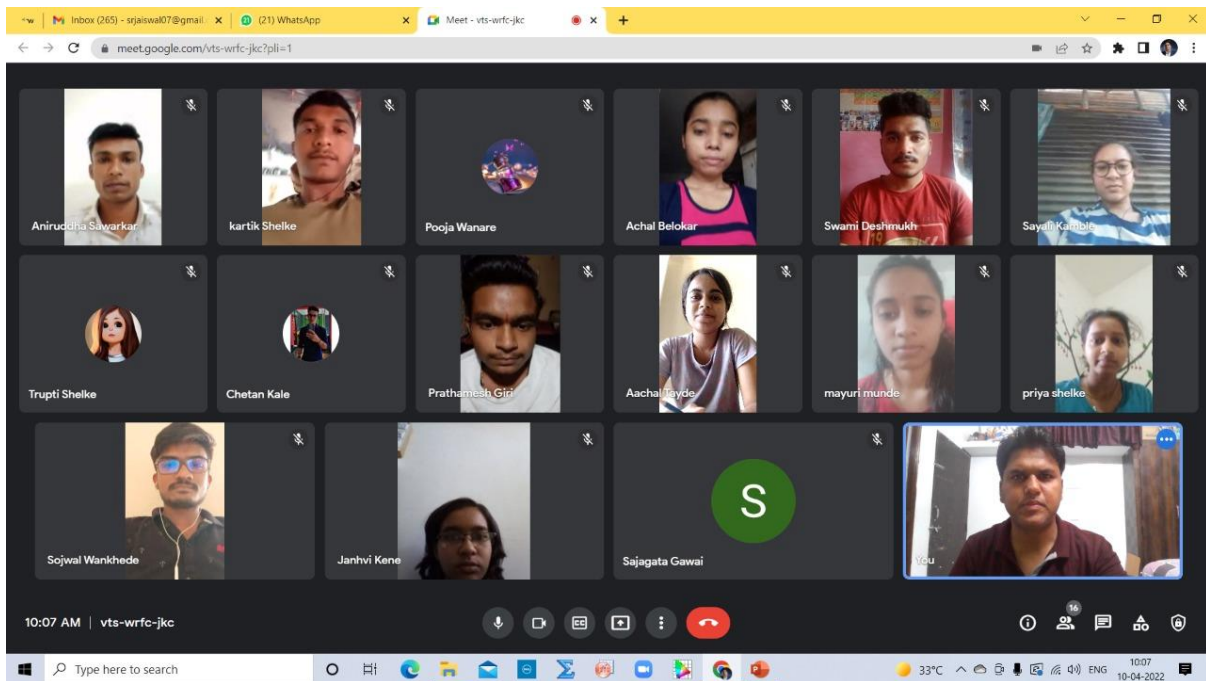 Inbox (265) - srjaiswal07@gmail.
(21) WhatsApp
Meet - vts-wrfc-jkc
meet.google.com/vts-wrfc-jkc?pli=1
Aniruddha Sawarkar
kartik Shelke
Pooja Wanare
Achal Belokar
Swami Deshmukh
Sayali Kamble
Trupti Shelke
Chetan Kale
Prathamesh Giri
Aachal Tayde
mayuri munde
priya shelke
Sojwal Wankhede
Janhvi Kene
S
Sajagata Gawai
You
10:07 AM | vts-wrfc-jkc
16
Type here to search
33°C
ENG
10:07
10-04-2022